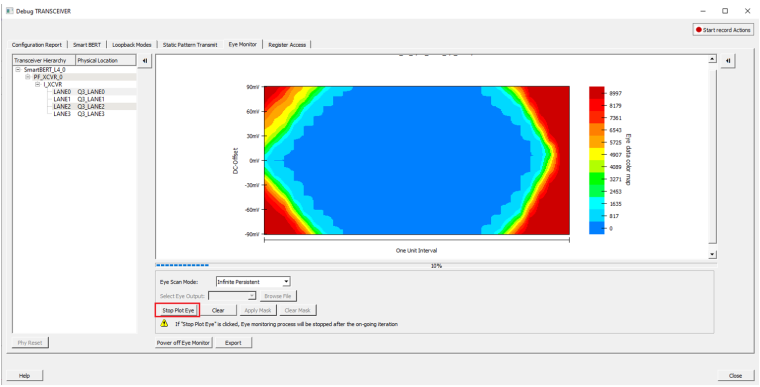 Debug TRANSCEIVER
Start record Actions
Configuration Report
SmartBERT
Loopback Modes
Static Pattern Transmit
Eye Monitor
Register Access
Transceiver Hierarchy
Physical Location
SmartBERT_L4_0
PF_XCVR_0
I_XCVR
LANE0 Q3_LANE0
LANE1 Q3_LANE1
LANE2 Q3_LANE2
LANE3 Q3_LANE3
90mV
60mV
30mV
0mV
-30mV
-60mV
-90mV
DC-Offset
One Unit Interval
8997
8179
7361
6543
5725
4907
4089
3271
2453
1635
817
0
Eye data color map
10%
Eye Scan Mode: Infinite Persistent
Select Eye Output: Browse File
Stop Plot Eye Clear Apply Mask Clear Mask
If "Stop Plot Eye" is clicked, Eye monitoring process will be stopped after the on-going iteration
Phy Reset
Power off Eye Monitor Export
Help
Close